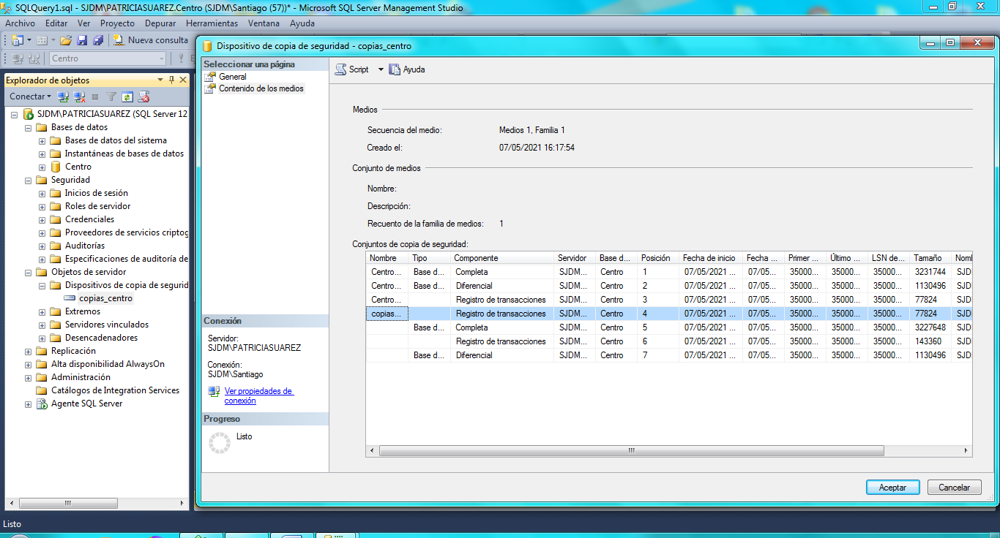 SQLQuery1.sql - SJDM\PATRICIASUAREZ.Centro (SJDM\Santiago (57))* - Microsoft SQL Server Management Studio
Archivo Editar Ver Proyecto Depurar Herramientas Ventana Ayuda
Nueva consulta
Centro
Explorador de objetos
Conectar
SJDM\PATRICIASUAREZ (SQL Server 12
Bases de datos
Bases de datos del sistema
Instantáneas de bases de datos
Centro
Seguridad
Inicios de sesión
Roles de servidor
Credenciales
Proveedores de servicios criptog
Auditorías
Especificaciones de auditoría de
Objetos de servidor
Dispositivos de copia de segurid
copias_centro
Extremos
Servidores vinculados
Desencadenadores
Replicación
Alta disponibilidad AlwaysOn
Administración
Catálogos de Integration Services
Agente SQL Server
Dispositivo de copia de seguridad - copias_centro
Seleccionar una página
General
Contenido de los medios
Conexión
Servidor:
SJDM\PATRICIASUAREZ
Conexión:
SJDM\Santiago
Ver propiedades de
conexión
Progreso
Listo
Script Ayuda
Medios
Secuencia del medio: Medios 1, Familia 1
Creado el: 07/05/2021 16:17:54
Conjunto de medios
Nombre:
Descripción:
Recuento de la familia de medios: 1
Conjuntos de copia de seguridad:
Nombre Tipo Componente Servidor Base d... Posición Fecha de inicio Fecha ... Primer ... Último ... LSN de... Tamaño Noml
Centro... Base d... Completa SJDM... Centro 1 07/05/2021 ... 07/05... 35000... 35000... 35000... 3231744 SJD
Centro... Base d... Diferencial SJDM... Centro 2 07/05/2021 ... 07/05... 35000... 35000... 35000... 1130496 SJD
Centro... Registro de transacciones SJDM... Centro 3 07/05/2021 ... 07/05... 35000... 35000... 35000... 77824 SJD
copias... Registro de transacciones SJDM... Centro 4 07/05/2021 ... 07/05... 35000... 35000... 35000... 77824 SJD
Base d... Completa SJDM... Centro 5 07/05/2021 ... 07/05... 35000... 35000... 35000... 3227648 SJD
Registro de transacciones SJDM... Centro 6 07/05/2021 ... 07/05... 35000... 35000... 35000... 143360 SJD
Base d... Diferencial SJDM... Centro 7 07/05/2021 ... 07/05... 35000... 35000... 35000... 1130496 SJD
Aceptar Cancelar
Listo